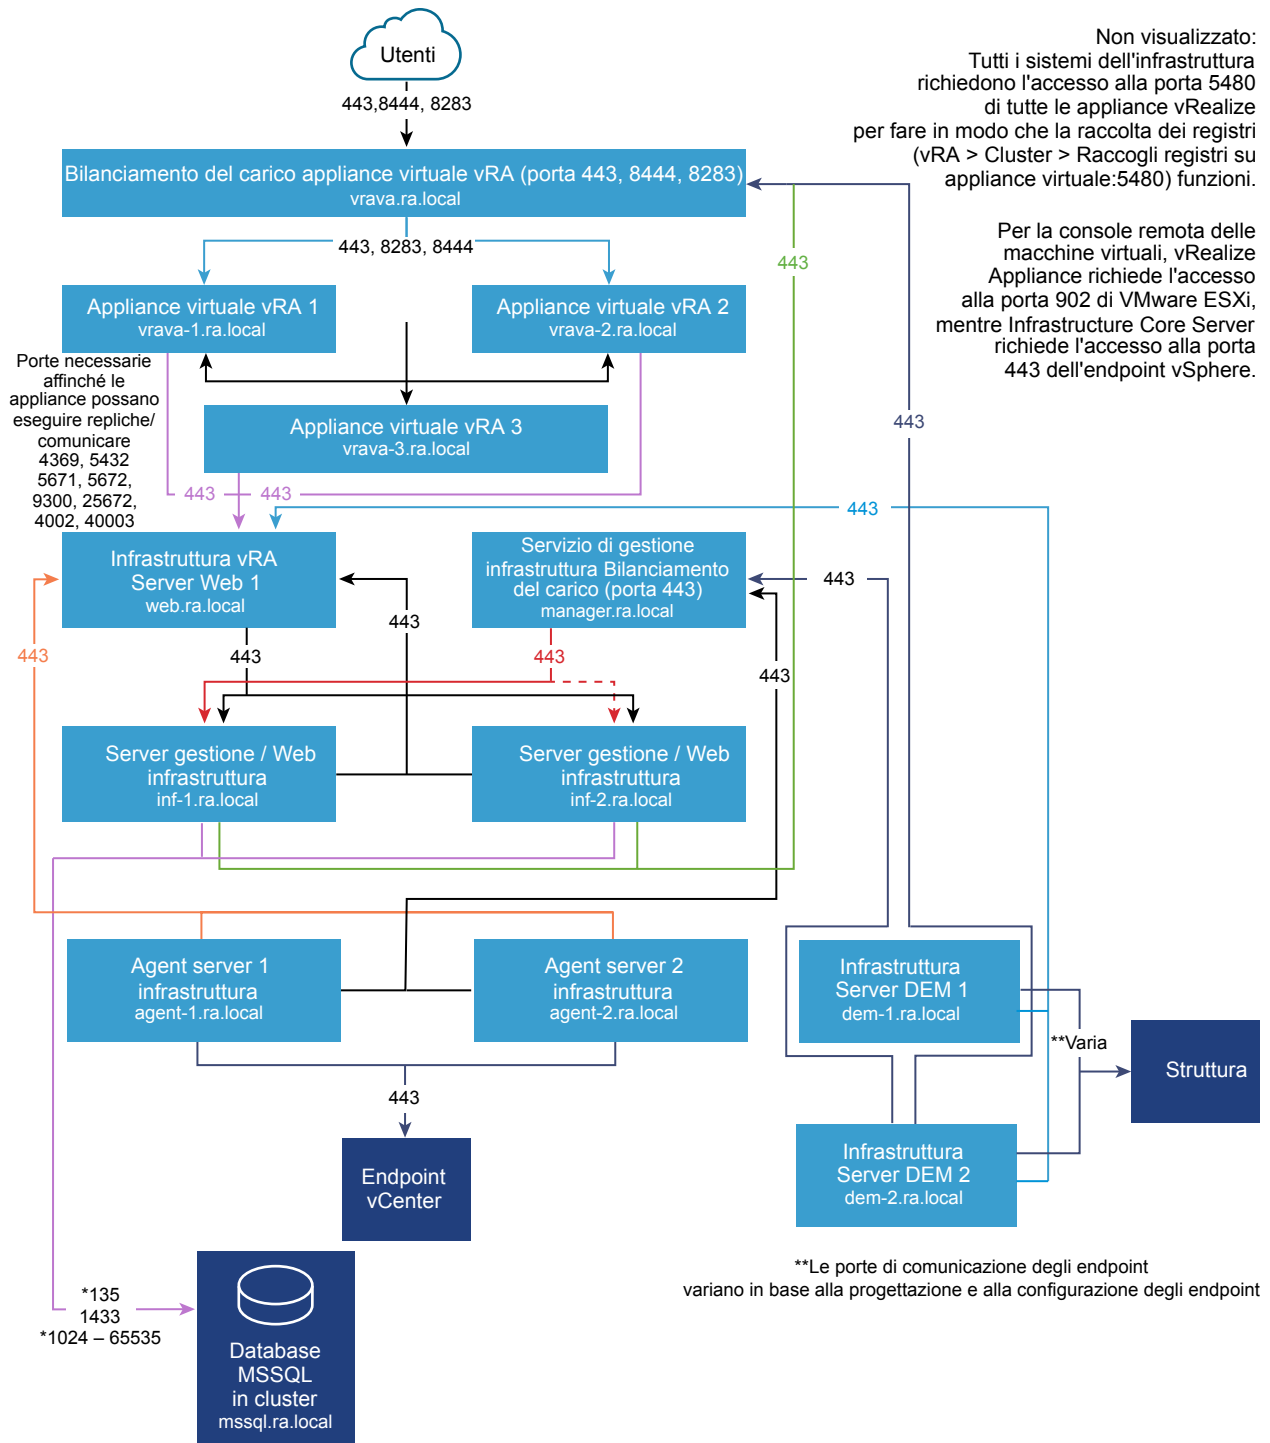 Utenti
443,8444, 8283
Non visualizzato:
Tutti i sistemi dell'infrastruttura
richiedono l'accesso alla porta 5480
di tutte le appliance vRealize
per fare in modo che la raccolta dei registri
(vRA > Cluster > Raccogli registri su
appliance virtuale:5480) funzioni.
Per la console remota delle
macchine virtuali, vRealize
Appliance richiede l'accesso
alla porta 902 di VMware ESXi,
mentre Infrastructure Core Server
richiede l'accesso alla porta
443 dell'endpoint vSphere.
Bilanciamento del carico appliance virtuale vRA (porta 443, 8444, 8283)
vrava.ra.local
443, 8283, 8444
443
Appliance virtuale vRA 1
vrava-1.ra.local
Appliance virtuale vRA 2
vrava-2.ra.local
Porte necessarie
affinché le
appliance possano
eseguire repliche/
comunicare
4369, 5432
5671, 5672,
9300, 25672,
4002, 40003
Appliance virtuale vRA 3
vrava-3.ra.local
443
443
443
443
Infrastruttura vRA
Server Web 1
web.ra.local
Servizio di gestione
infrastruttura Bilanciamento
del carico (porta 443)
manager.ra.local
443
443
443
443
443
443
Server gestione / Web
infrastruttura
inf-1.ra.local
Server gestione / Web
infrastruttura
inf-2.ra.local
Agent server 1
infrastruttura
agent-1.ra.local
Agent server 2
infrastruttura
agent-2.ra.local
Infrastruttura
Server DEM 1
dem-1.ra.local
**Varia
Struttura
443
Endpoint
vCenter
Infrastruttura
Server DEM 2
dem-2.ra.local
**Le porte di comunicazione degli endpoint
variano in base alla progettazione e alla configurazione degli endpoint
*135
1433
*1024 – 65535
Database
MSSQL
in cluster
mssql.ra.local